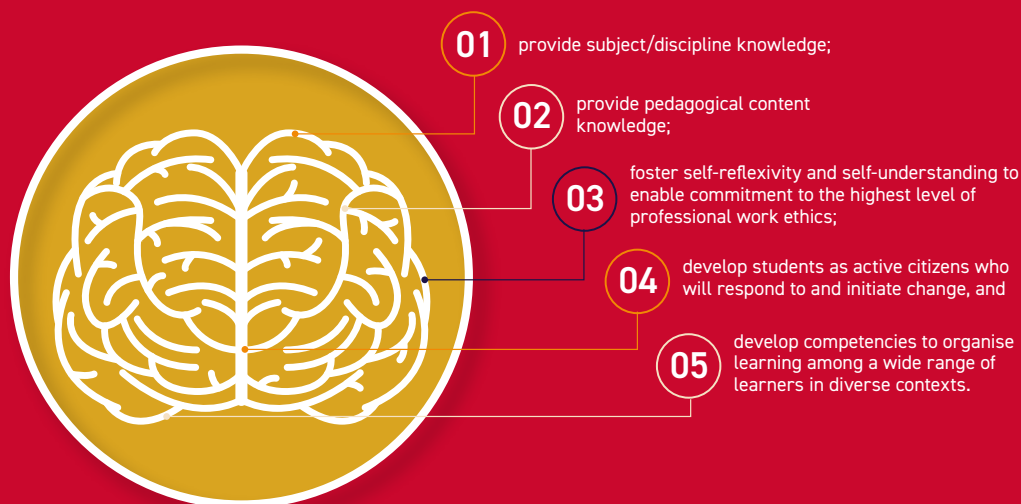 01
provide subject/discipline knowledge;
02
provide pedagogical content
knowledge;
03
foster self-reflexivity and self-understanding to
enable commitment to the highest level of
professional work ethics;
04
develop students as active citizens who
will respond to and initiate change, and
05
develop competencies to organise
learning among a wide range of
learners in diverse contexts.